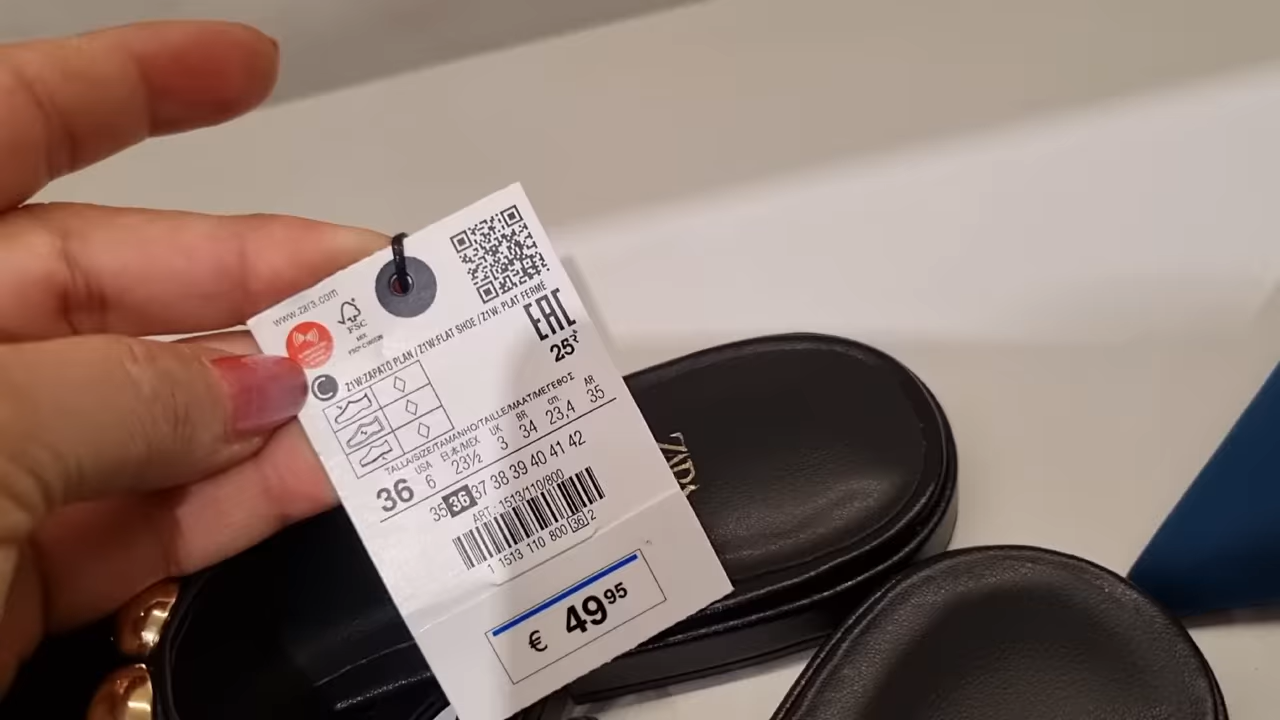 www.zara.com
FSC
MIX
EAC
25
Z1W:ZAPATO PLAN / Z1W:FLAT SHOE / Z1W: PLAT FERMÉ
TALLA/SIZE/TAMANHO/TAILLE/MAAT/ΜΕΓΕΘΟΣ
USA 日本/MEX UK BR cm. AR
36 6 23½ 3 34 23,4 35
35 36 37 38 39 40 41 42
ART.: 1513/110/800
1 1513 110 800 36 2
€ 49 95
ZARA